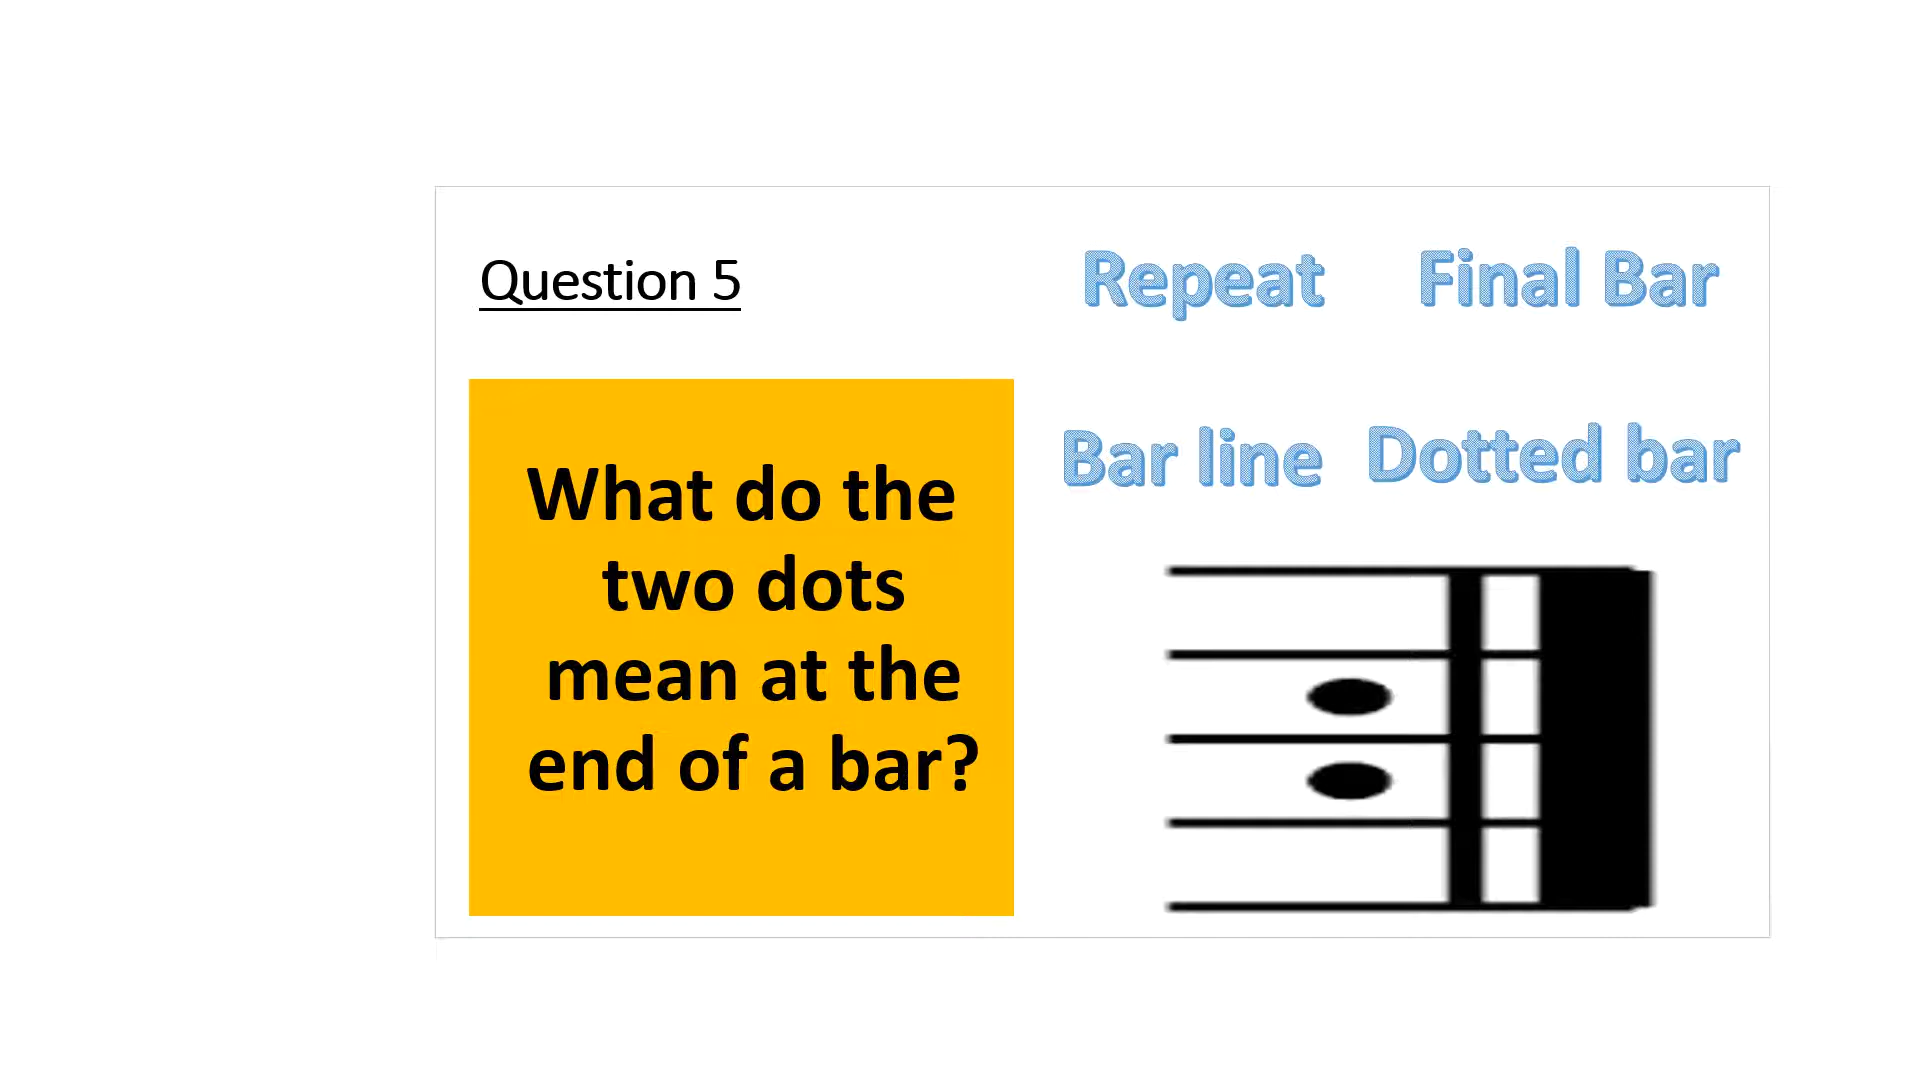 Question 5
Repeat
Final Bar
Bar line
Dotted bar
What do the
two dots
mean at the
end of a bar?